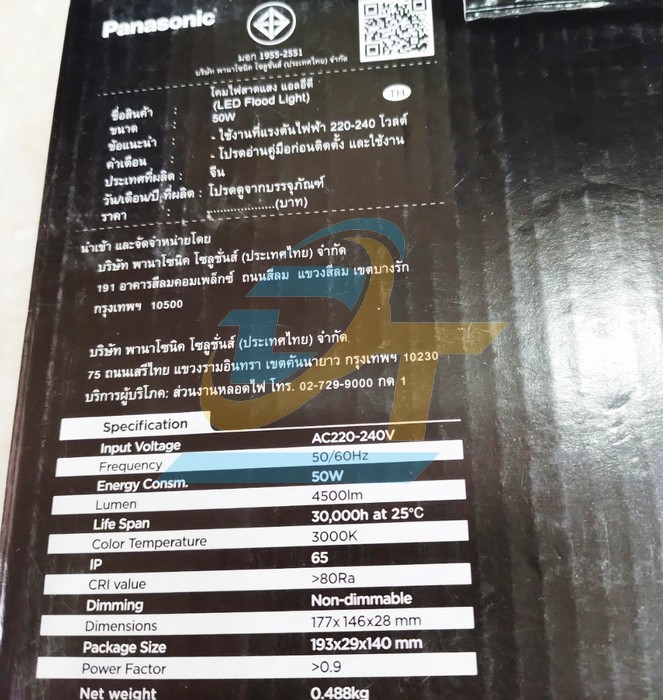 Panasonic
มอก 1955-2551
บริษัท พานาโซนิค โซลูชั่นส์ (ประเทศไทย) จำกัด
ชื่อสินค้า : โคมไฟสาดแสง แอลอีดี
(LED Flood Light)
TH
ขนาด : 50W
ข้อแนะนำ : - ใช้งานที่แรงดันไฟฟ้า 220-240 โวลต์
คำเตือน : - โปรดอ่านคู่มือก่อนติดตั้ง และใช้งาน
ประเทศที่ผลิต : จีน
วัน/เดือน/ปี ที่ผลิต : โปรดดูจากบรรจุภัณฑ์
ราคา : ...................(บาท)
นำเข้า และจัดจำหน่ายโดย
บริษัท พานาโซนิค โซลูชั่นส์ (ประเทศไทย) จำกัด
191 อาคารสีลมคอมเพล็กซ์ ถนนสีลม แขวงสีลม เขตบางรัก
กรุงเทพฯ 10500
บริษัท พานาโซนิค โซลูชั่นส์ (ประเทศไทย) จำกัด
75 ถนนเสรีไทย แขวงรามอินทรา เขตคันนายาว กรุงเทพฯ 10230
บริการผู้บริโภค: ส่วนงานหลอดไฟ โทร. 02-729-9000 กด 1
Specification
Input Voltage AC220-240V
Frequency 50/60Hz
Energy Consm. 50W
Lumen 4500lm
Life Span 30,000h at 25°C
Color Temperature 3000K
IP 65
CRI value >80Ra
Dimming Non-dimmable
Dimensions 177x146x28 mm
Package Size 193x29x140 mm
Power Factor >0.9
Net weight 0.488kg